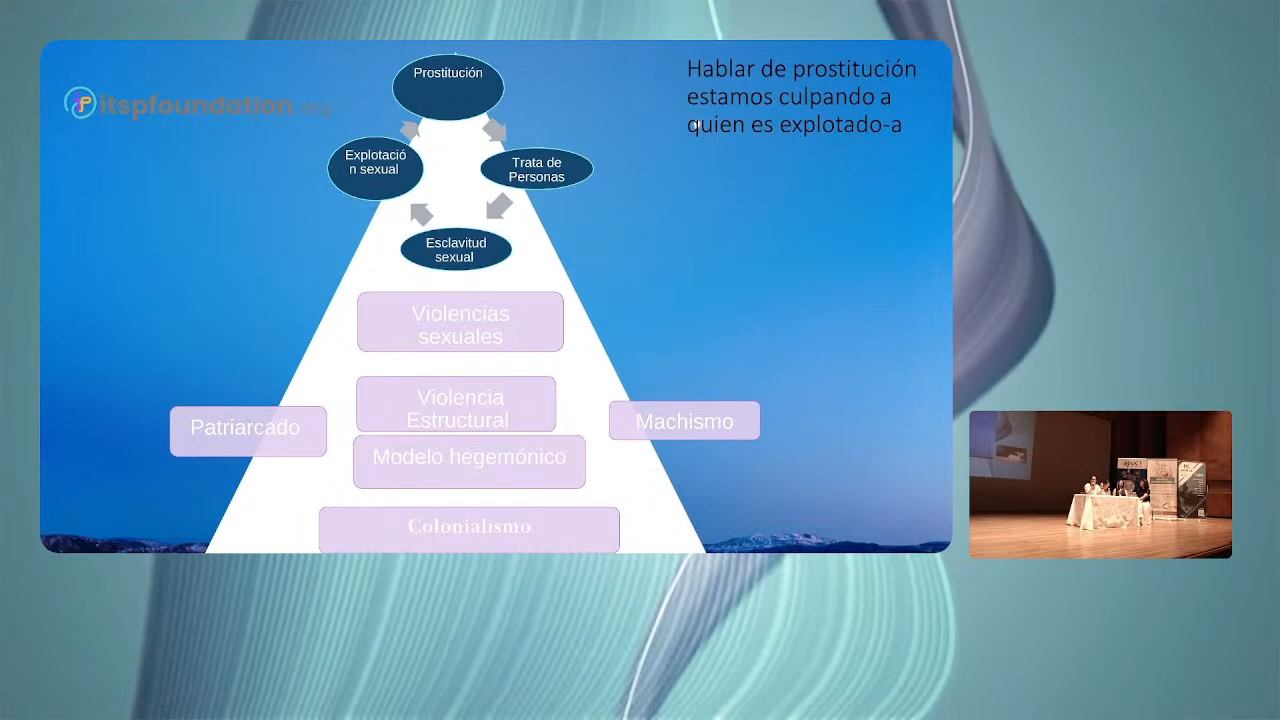 Prostitución
Hablar de prostitución
estamos culpando a
quien es explotado-a
itspfoundation.org
Explotació
n sexual
Trata de
Personas
Esclavitud
sexual
Violencias
sexuales
Violencia
Estructural
Patriarcado
Machismo
Modelo hegemónico
Colonialismo